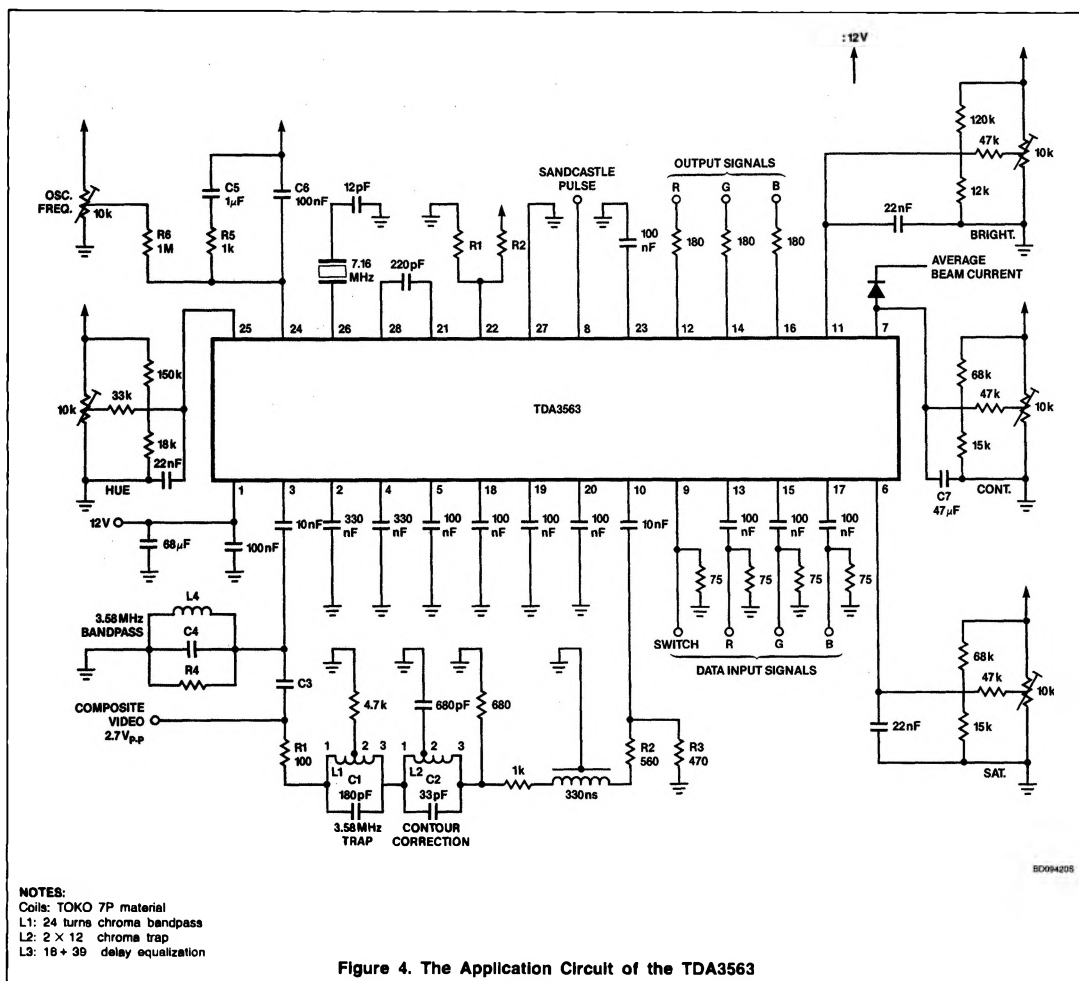 :12V
120k
47k
10k
12k
22nF
BRIGHT.
AVERAGE
BEAM CURRENT
OUTPUT SIGNALS
R G B
180 180 180
SANDCASTLE
PULSE
100
nF
12pF
7.16
MHz
220pF
R1
R2
C5
1µF
C6
100nF
R5
1k
R6
1M
OSC.
FREQ.
10k
25 24 26 28 21 22 27 8 23 12 14 16 11 7
TDA3563
1 3 2 4 5 18 19 20 10 9 13 15 17 6
150k
33k
10k
18k
22nF
HUE
68k
47k
10k
15k
C7
47µF
CONT.
12V
68µF
100nF
10nF
330
nF
330
nF
100
nF
100
nF
100
nF
100
nF
10nF
100
nF
100
nF
100
nF
75 75 75 75
SWITCH R G B
DATA INPUT SIGNALS
L4
3.58MHz
BANDPASS
C4
R4
C3
COMPOSITE
VIDEO
2.7VP-P
R1
100
4.7k
1 2 3
L1
C1
180pF
3.58MHz
TRAP
680pF
1 2 3
L2
C2
33pF
CONTOUR
CORRECTION
680
1k
330ns
R2
560
R3
470
68k
47k
10k
15k
22nF
SAT.
BD09420S
NOTES:
Coils: TOKO 7P material
L1: 24 turns chroma bandpass
L2: 2 × 12 chroma trap
L3: 18 + 39 delay equalization
Figure 4. The Application Circuit of the TDA3563